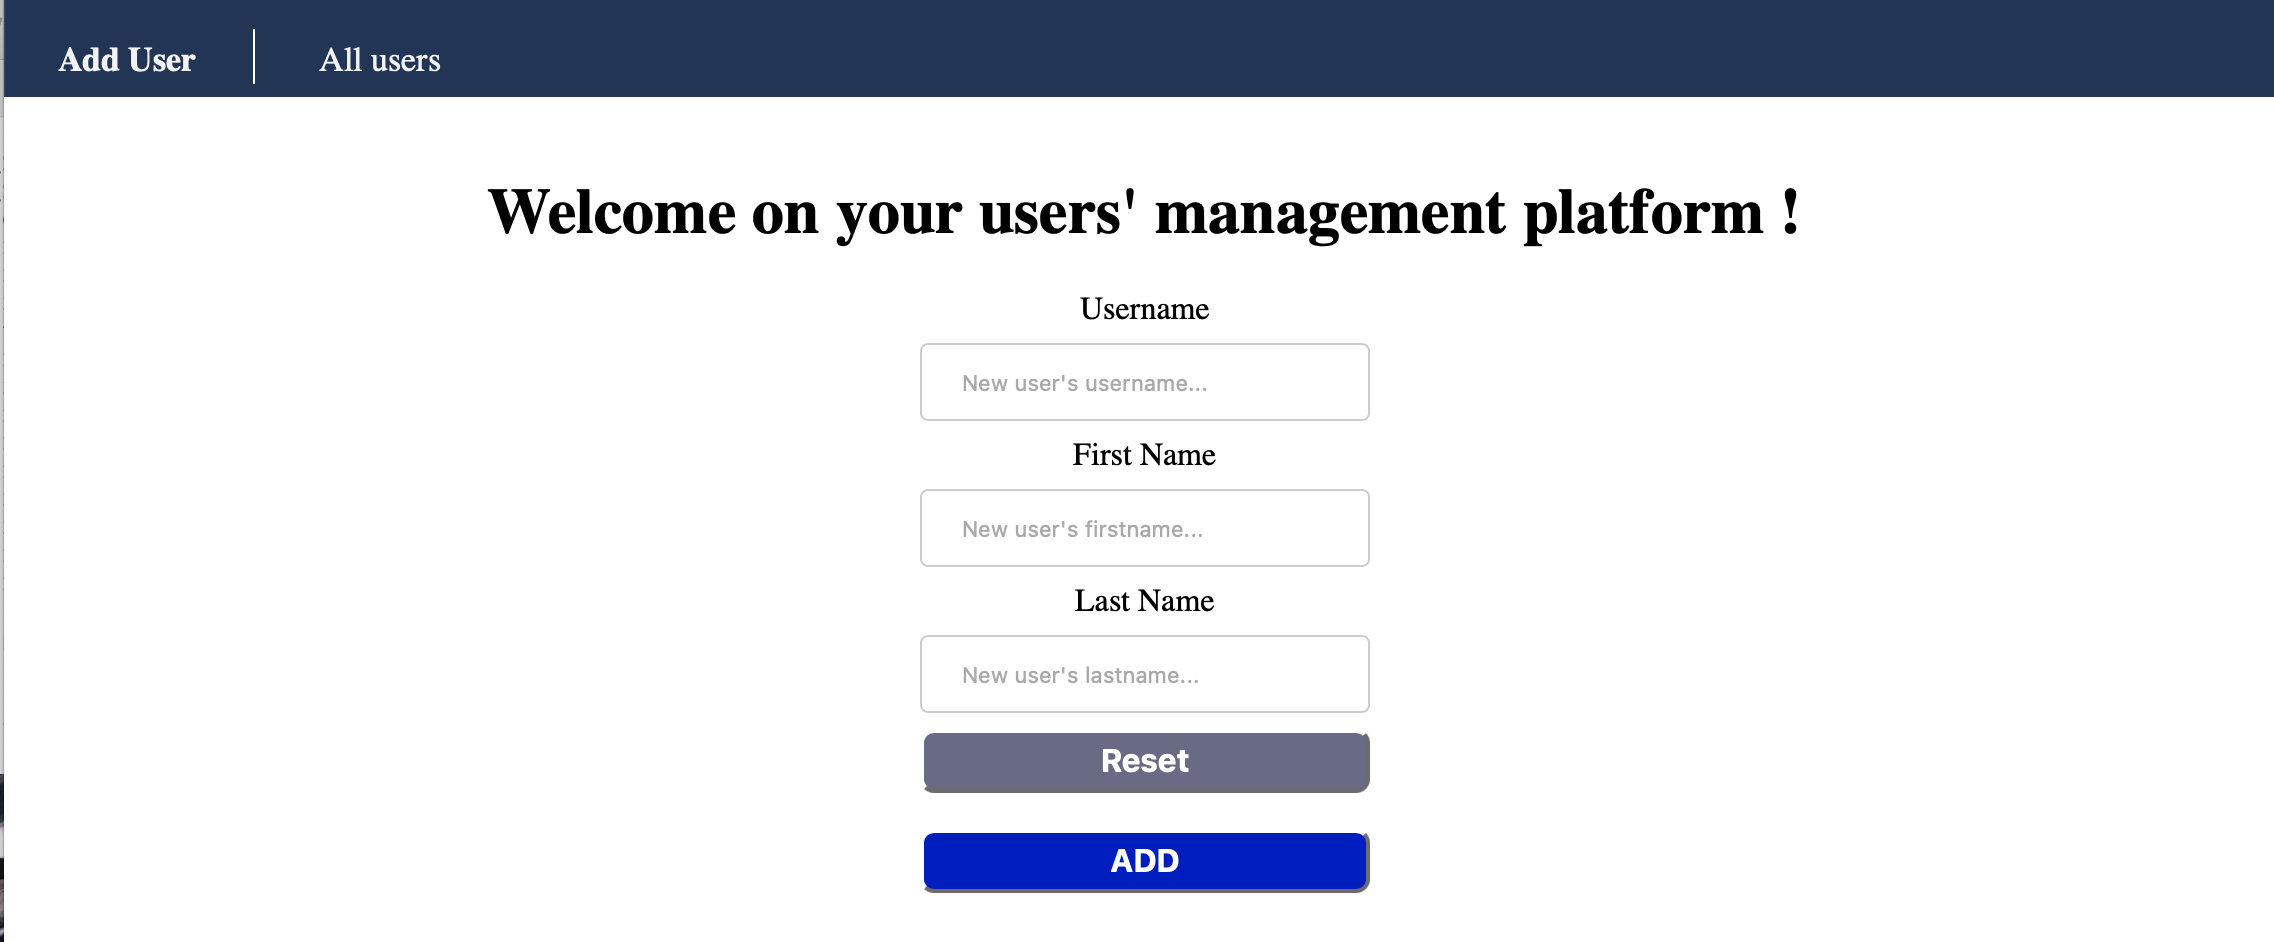 Add User
All users
Welcome on your users' management platform !
Username
New user's username...
First Name
New user's firstname...
Last Name
New user's lastname...
Reset
ADD